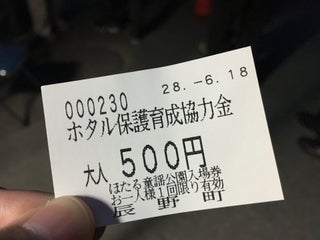 000230 28.-6.18
ホタル保護育成協力金
大人 500円
ほたる童謡公園入場券
お一人様1回限り有効
辰野町